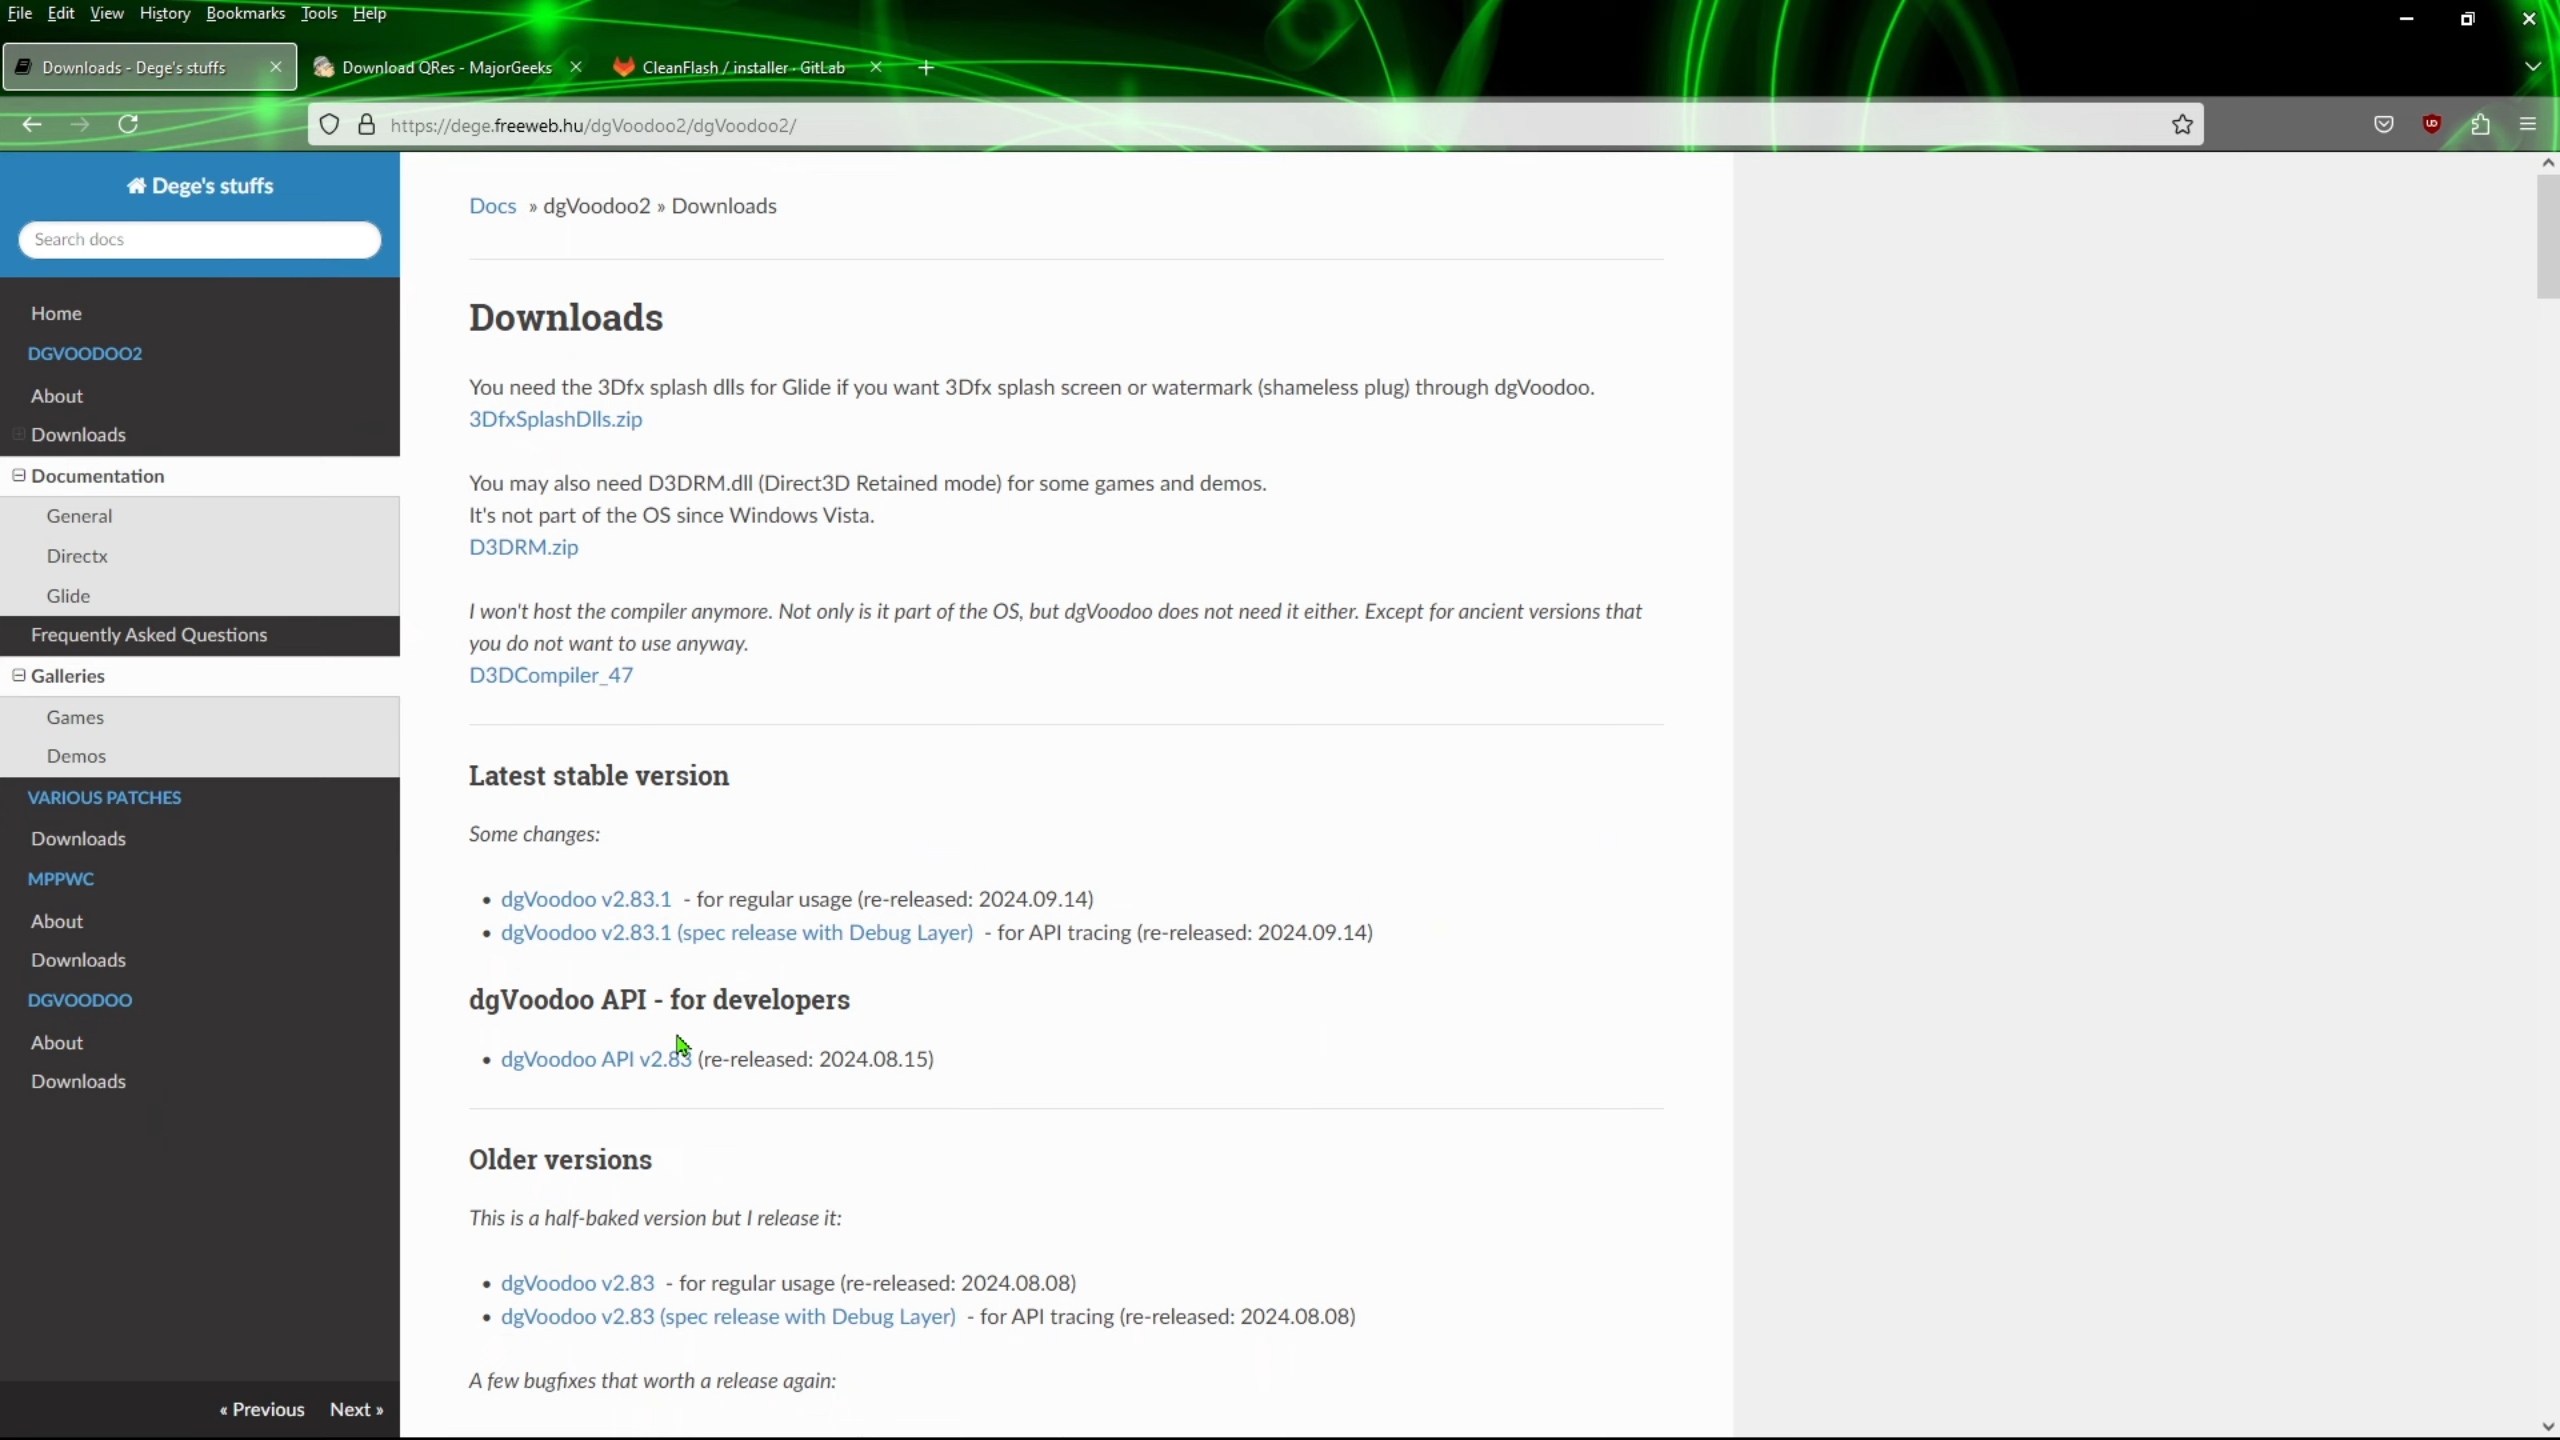 File Edit View History Bookmarks Tools Help
Downloads - Dege's stuffs
Download QRes - MajorGeeks
CleanFlash / installer · GitLab
https://dege.freeweb.hu/dgVoodoo2/dgVoodoo2/
Dege's stuffs
Search docs
Home
DGVOODOO2
About
Downloads
Documentation
General
Directx
Glide
Frequently Asked Questions
Galleries
Games
Demos
VARIOUS PATCHES
Downloads
MPPWC
About
Downloads
DGVOODOO
About
Downloads
« Previous Next »
Docs » dgVoodoo2 » Downloads
Downloads
You need the 3Dfx splash dlls for Glide if you want 3Dfx splash screen or watermark (shameless plug) through dgVoodoo.
3DfxSplashDlls.zip
You may also need D3DRM.dll (Direct3D Retained mode) for some games and demos.
It's not part of the OS since Windows Vista.
D3DRM.zip
I won't host the compiler anymore. Not only is it part of the OS, but dgVoodoo does not need it either. Except for ancient versions that
you do not want to use anyway.
D3DCompiler_47
Latest stable version
Some changes:
• dgVoodoo v2.83.1 - for regular usage (re-released: 2024.09.14)
• dgVoodoo v2.83.1 (spec release with Debug Layer) - for API tracing (re-released: 2024.09.14)
dgVoodoo API - for developers
• dgVoodoo API v2.83 (re-released: 2024.08.15)
Older versions
This is a half-baked version but I release it:
• dgVoodoo v2.83 - for regular usage (re-released: 2024.08.08)
• dgVoodoo v2.83 (spec release with Debug Layer) - for API tracing (re-released: 2024.08.08)
A few bugfixes that worth a release again: